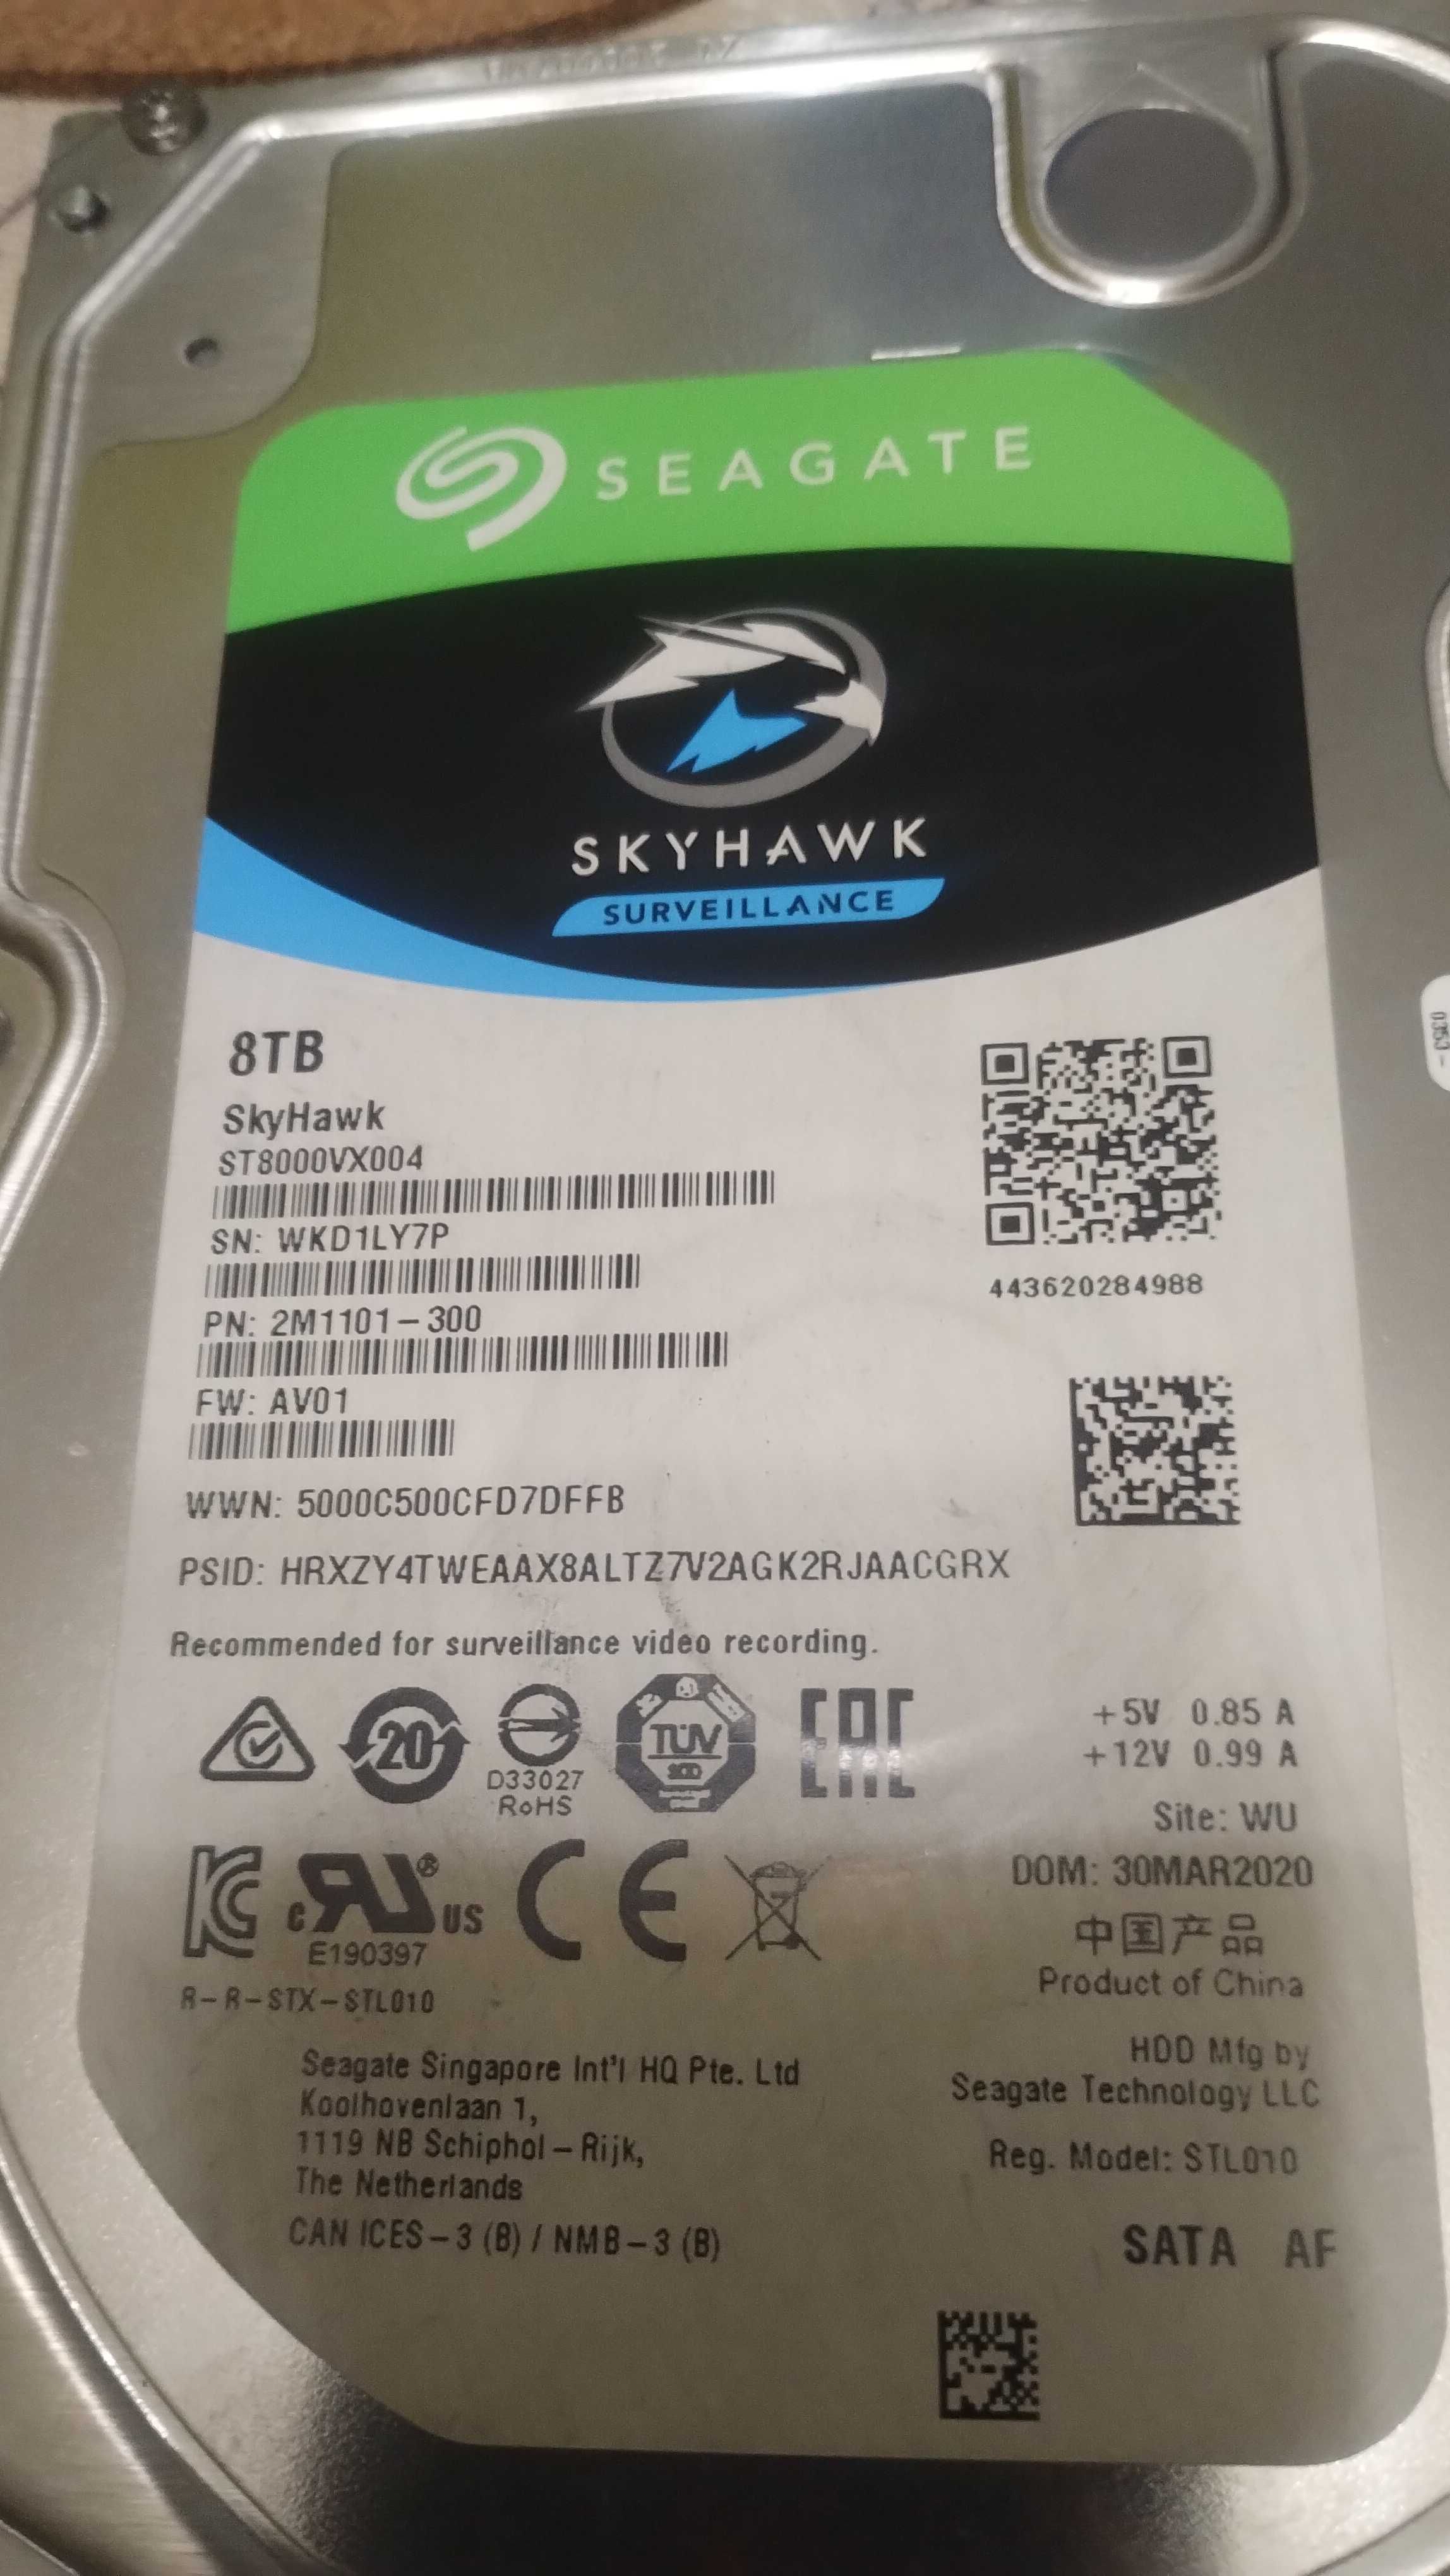 SEAGATE
SKYHAWK
SURVEILLANCE
8TB
SkyHawk
ST8000VX004
SN: WKD1LY7P
PN: 2M1101-300
FW: AV01
443620284988
WWN: 5000C500CFD7DFFB
PSID: HRXZY4TWEAAX8ALTZ7V2AGK2RJAACGRX
Recommended for surveillance video recording.
20
D33027
RoHS
TÜV
SÜD
EAC
+5V 0.85 A
+12V 0.99 A
Site: WU
DOM: 30MAR2020
中国产品
Product of China
c US
E190397
CE
R-R-STX-STL010
Seagate Singapore Int'l HQ Pte. Ltd
Koolhovenlaan 1,
1119 NB Schiphol-Rijk,
The Netherlands
CAN ICES-3 (B) / NMB-3 (B)
HDD Mfg by
Seagate Technology LLC
Reg. Model: STL010
SATA AF